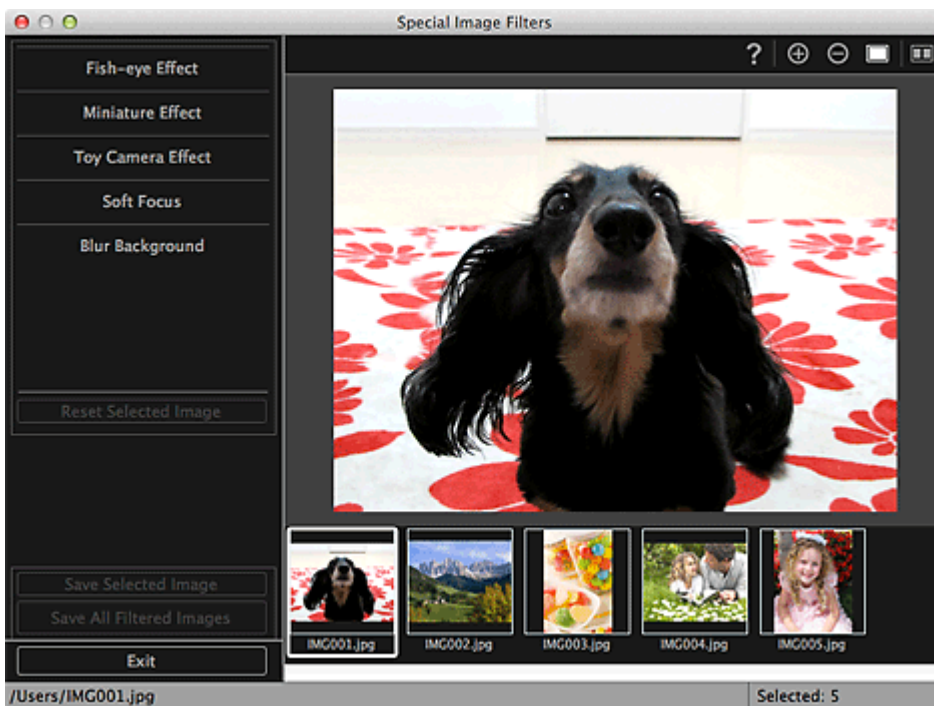 Special Image Filters
?
Fish-eye Effect
Miniature Effect
Toy Camera Effect
Soft Focus
Blur Background
Reset Selected Image
Save Selected Image
Save All Filtered Images
Exit
IMG001.jpg
IMG002.jpg
IMG003.jpg
IMG004.jpg
IMG005.jpg
/Users/IMG001.jpg
Selected: 5